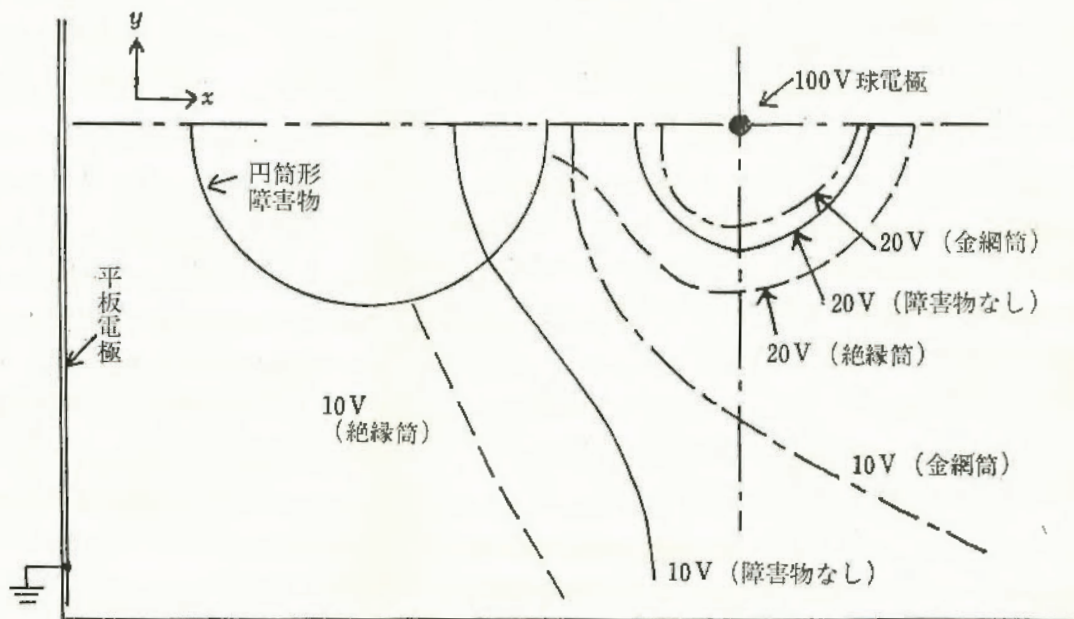 y
x
100V球電極
円筒形
障害物
20V(金網筒)
平板電極
20V(障害物なし)
20V(絶縁筒)
10V
(絶縁筒)
10V(金網筒)
10V(障害物なし)